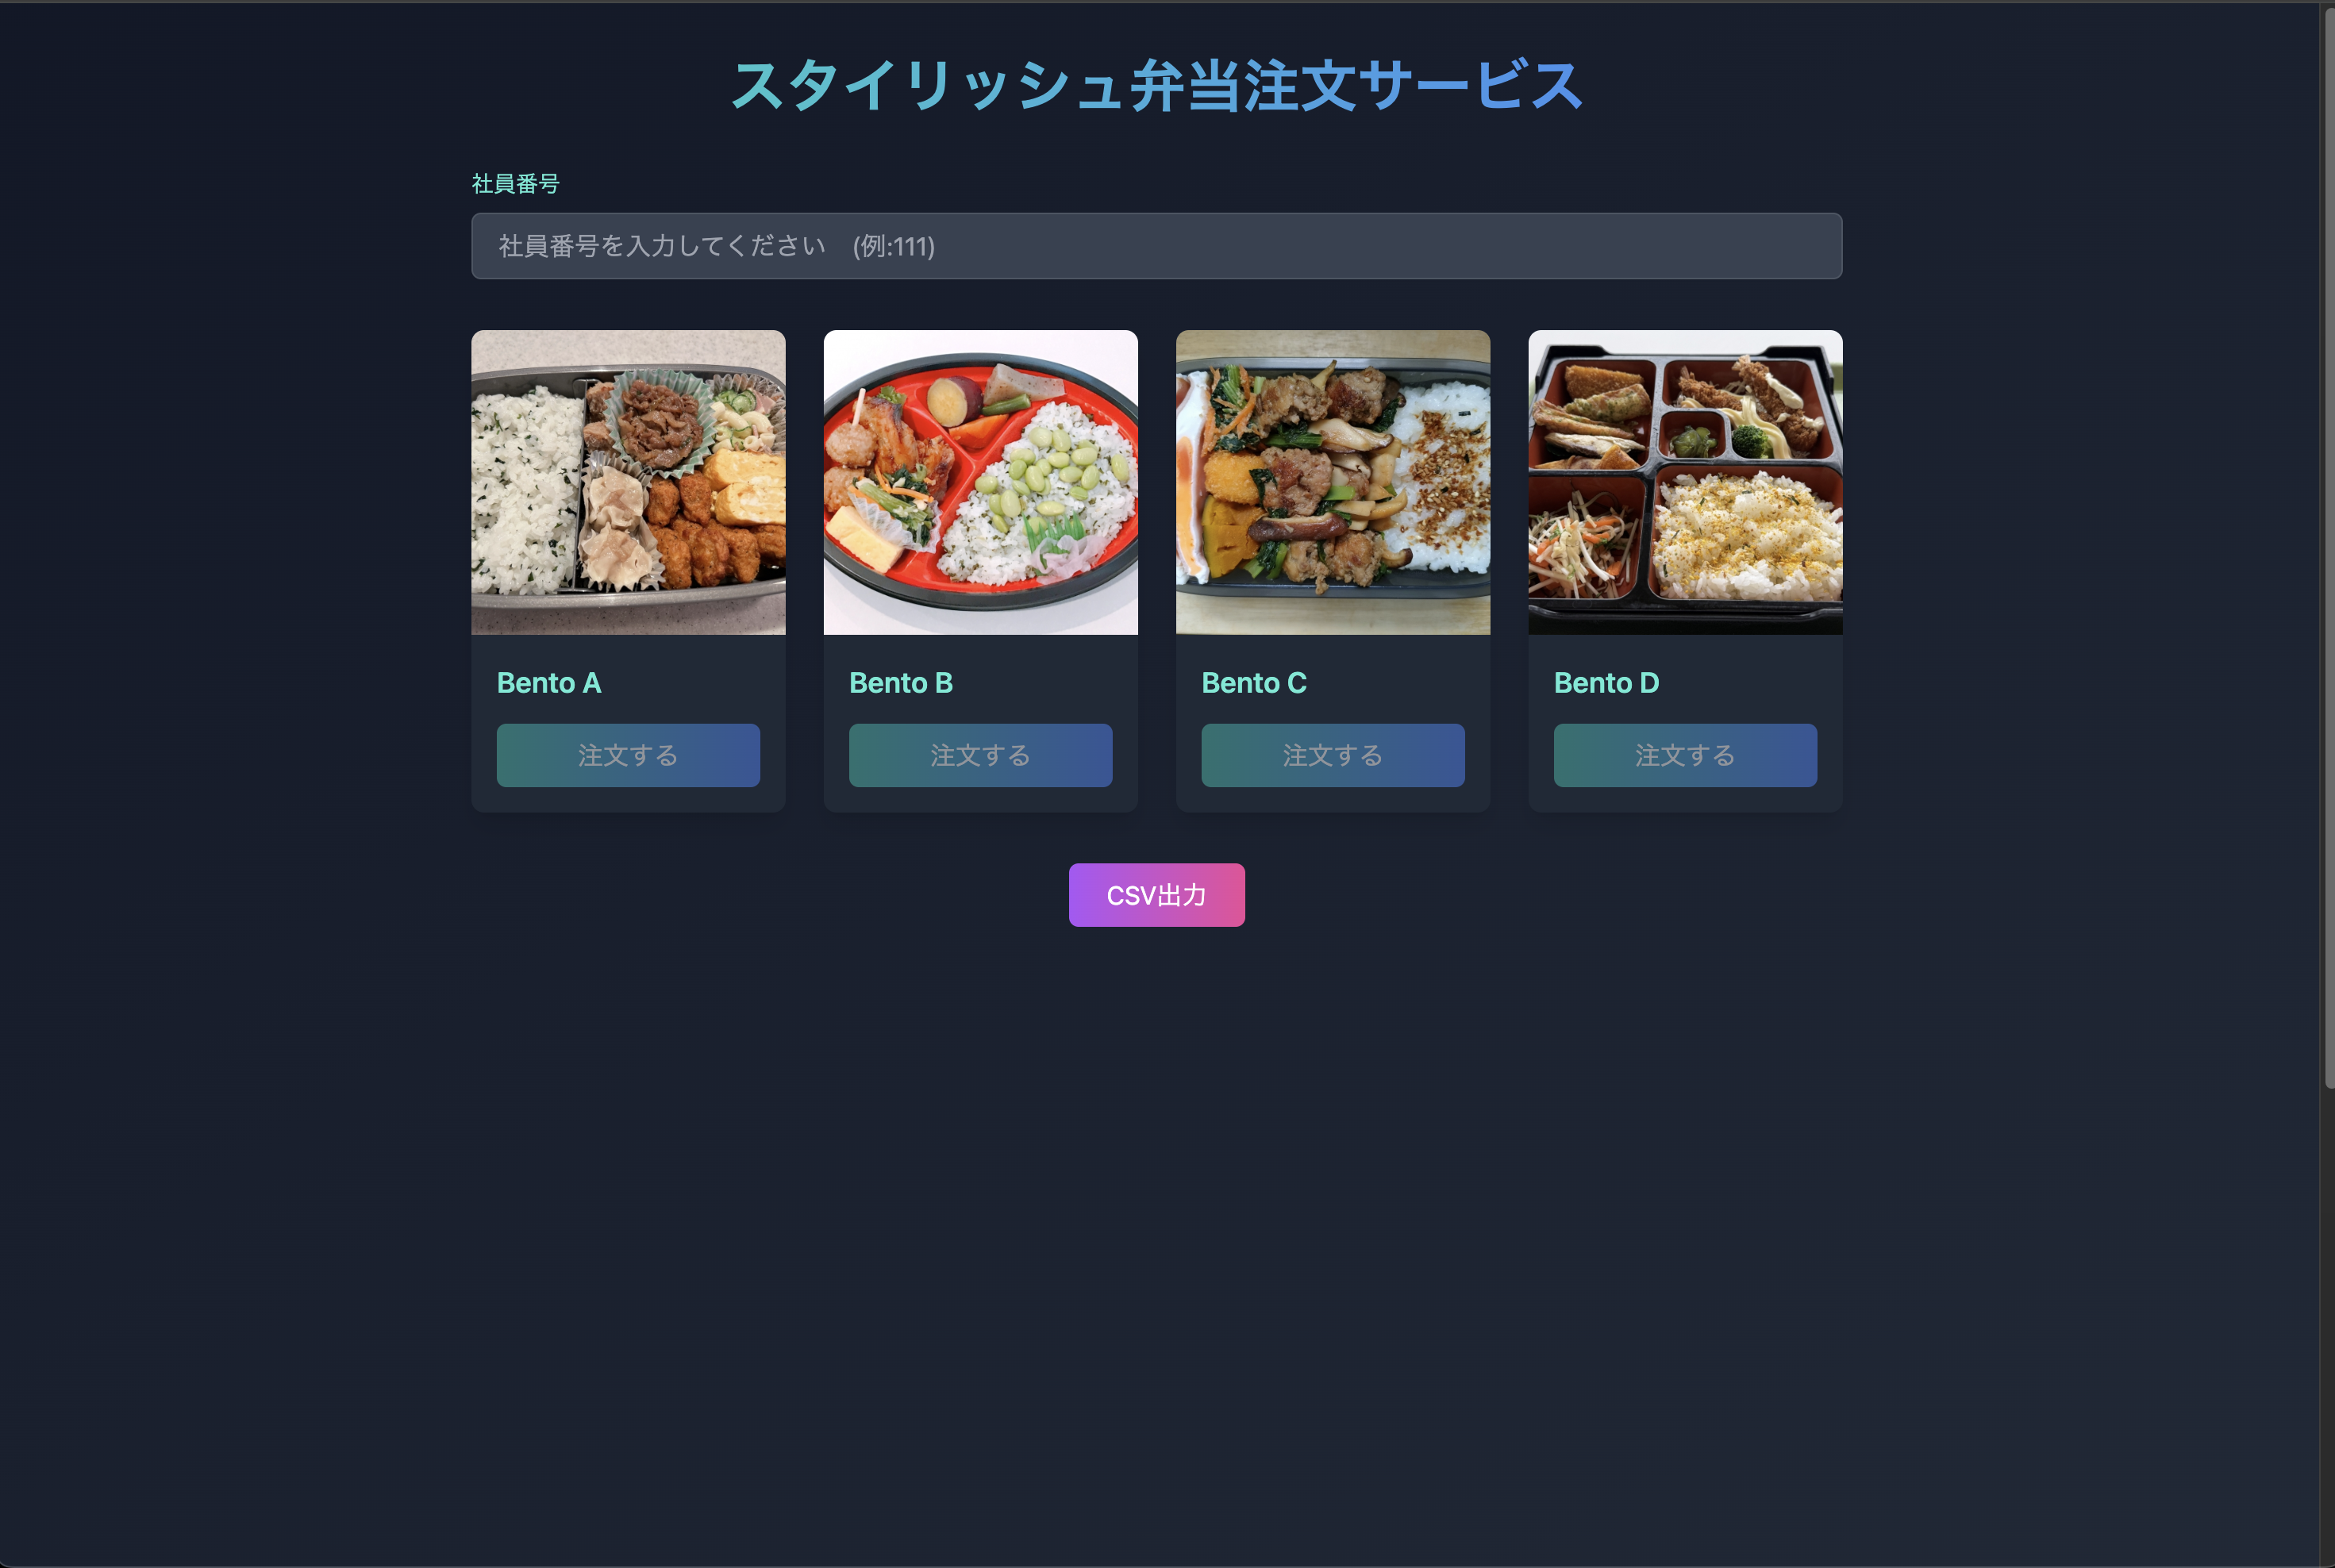 スタイリッシュ弁当注文サービス
社員番号
社員番号を入力してください　(例:111)
Bento A
Bento B
Bento C
Bento D
注文する
注文する
注文する
注文する
CSV出力